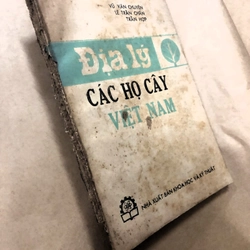 VŨ VĂN CHUYÊN
LÊ TRẦN CHẤN
TRẦN HỢP
Địa lý
CÁC HỌ CÂY
VIỆT NAM
NHÀ XUẤT BẢN KHOA HỌC VÀ KỸ THUẬT